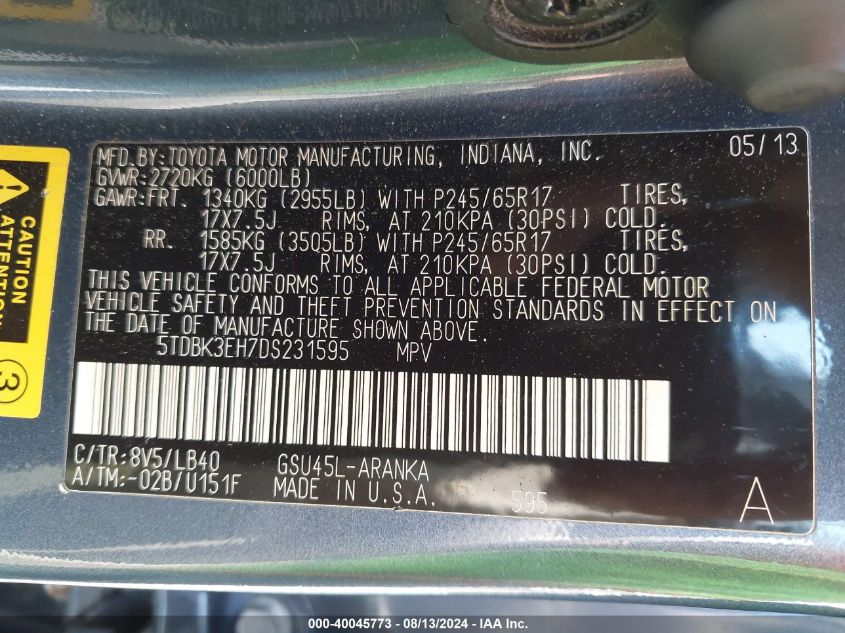 MFD.BY:TOYOTA MOTOR MANUFACTURING, INDIANA, INC. 05/13
GVWR:2720KG (6000LB)
GAWR:FRT. 1340KG (2955LB) WITH P245/65R17 TIRES,
17X7.5J RIMS, AT 210KPA (30PSI) COLD.
RR. 1585KG (3505LB) WITH P245/65R17 TIRES,
17X7.5J RIMS, AT 210KPA (30PSI) COLD.
THIS VEHICLE CONFORMS TO ALL APPLICABLE FEDERAL MOTOR
VEHICLE SAFETY AND THEFT PREVENTION STANDARDS IN EFFECT ON
THE DATE OF MANUFACTURE SHOWN ABOVE.
5TDBK3EH7DS231595 MPV
C/TR:8V5/LB40 GSU45L-ARANKA
A/TM:-02B/U151F MADE IN U.S.A. 595 A
CAUTION
ATTENTION
3
000-40045773 - 08/13/2024 - IAA Inc.